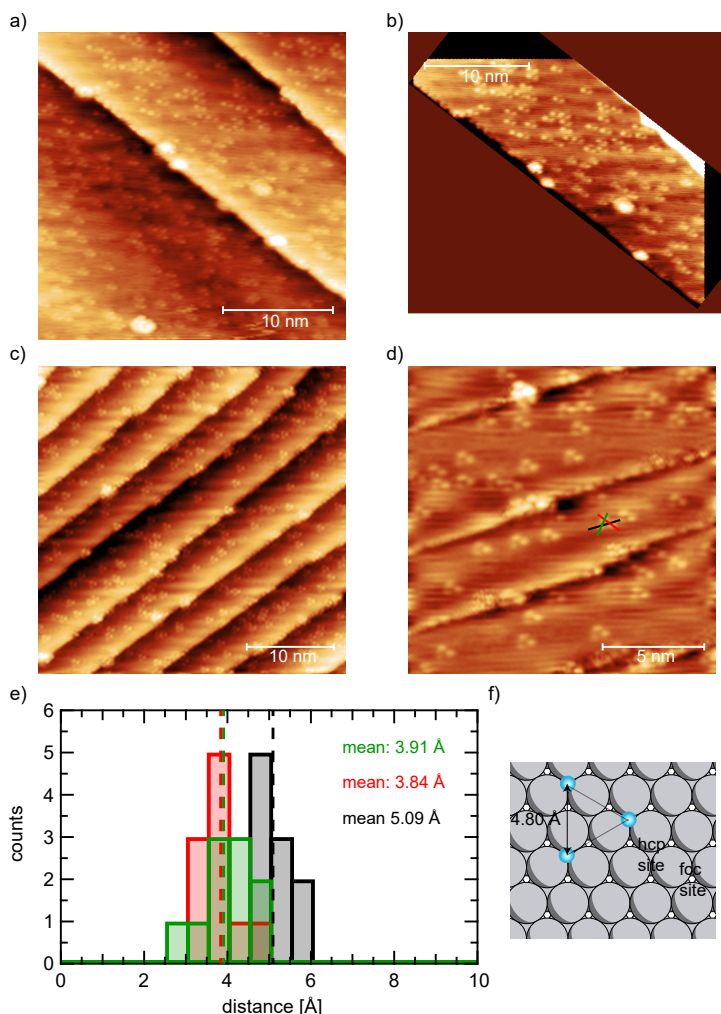 a)
b)
10 nm
10 nm
c)
d)
10 nm
5 nm
e)
f)
6
5
4
3
2
1
0
counts
mean: 3.91 Å
mean: 3.84 Å
mean 5.09 Å
0
2
4
6
8
10
distance [Å]
4.80 Å
hcp
site
fcc
site